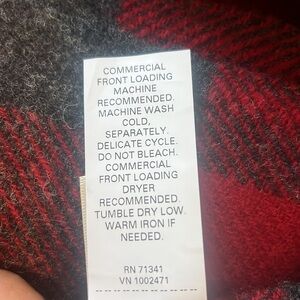 COMMERCIAL
FRONT LOADING
MACHINE
RECOMMENDED.
MACHINE WASH
COLD,
SEPARATELY.
DELICATE CYCLE.
DO NOT BLEACH.
COMMERCIAL
FRONT LOADING
DRYER
RECOMMENDED.
TUMBLE DRY LOW.
WARM IRON IF
NEEDED.
RN 71341
VN 1002471